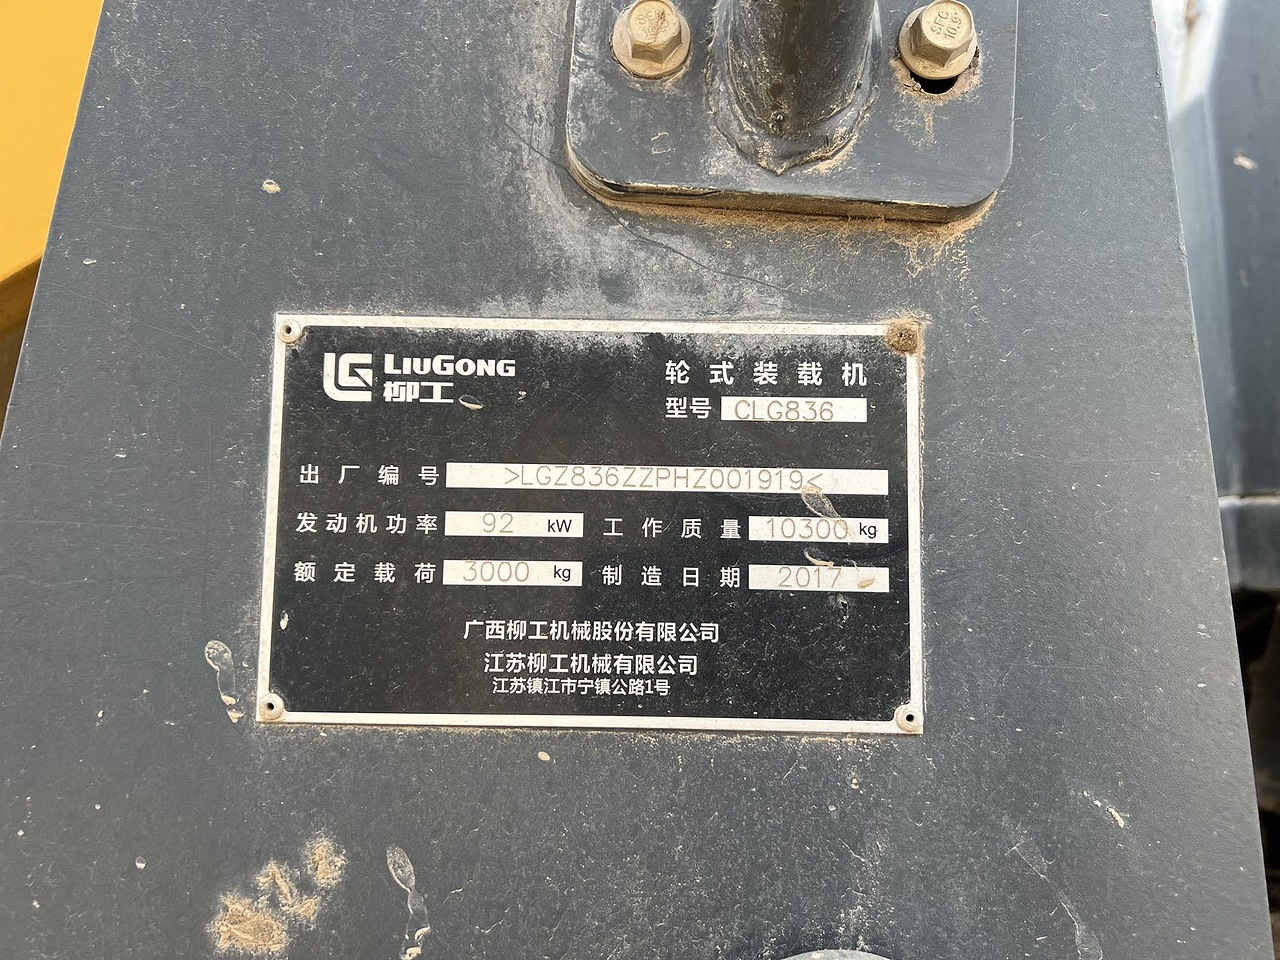 LIUGONG
柳工
轮式装载机
型号 CLG836
出厂编号 >LGZ836ZZPHZ001919<
发动机功率 92 kW 工作质量 10300 kg
额定载荷 3000 kg 制造日期 2017
广西柳工机械股份有限公司
江苏柳工机械有限公司
江苏镇江市宁镇公路1号